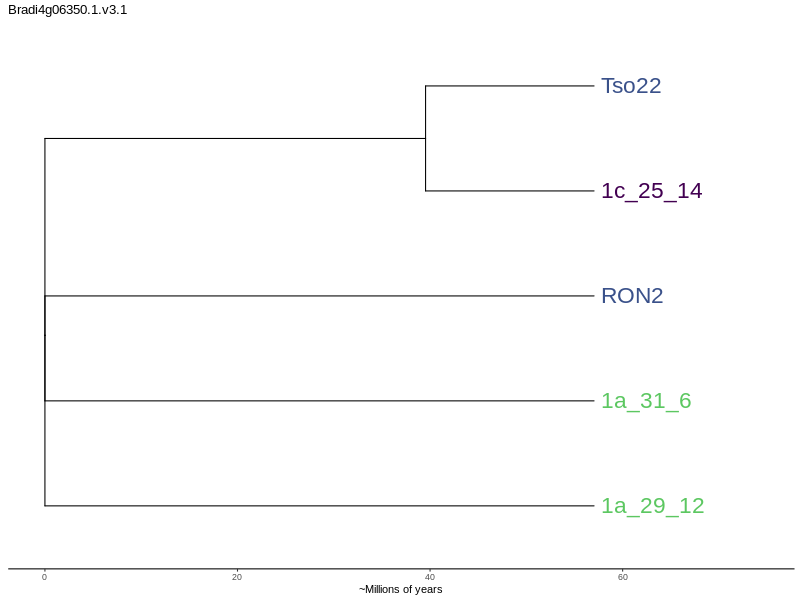 Bradi4g06350.1.v3.1
Tso22
1c_25_14
RON2
1a_31_6
1a_29_12
0 20 40 60
~Millions of years